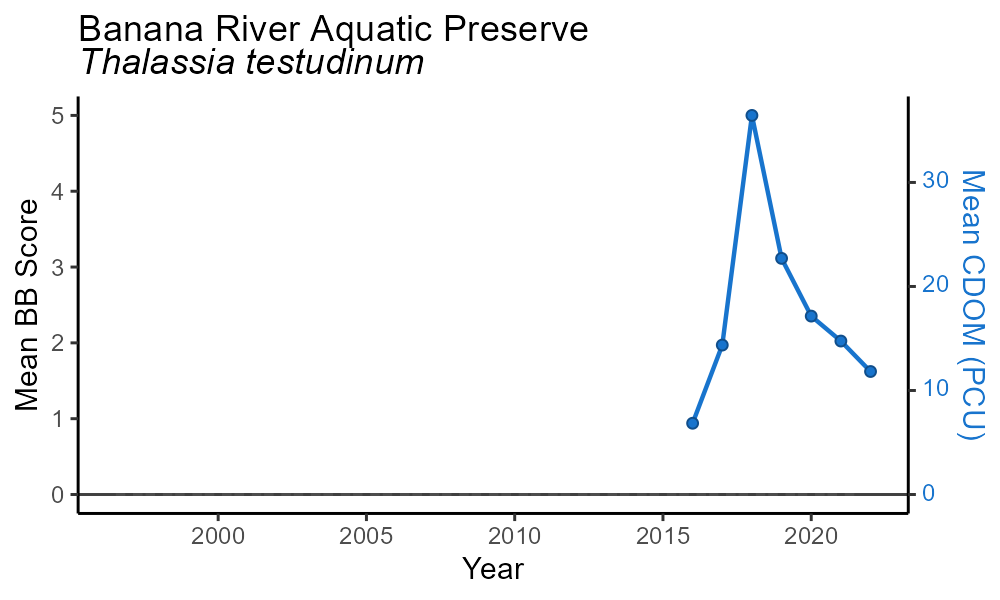 Banana River Aquatic Preserve
Thalassia testudinum
5
4
3
2
1
0
Mean BB Score
30
20
10
0
Mean CDOM (PCU)
2000 2005 2010 2015 2020
Year